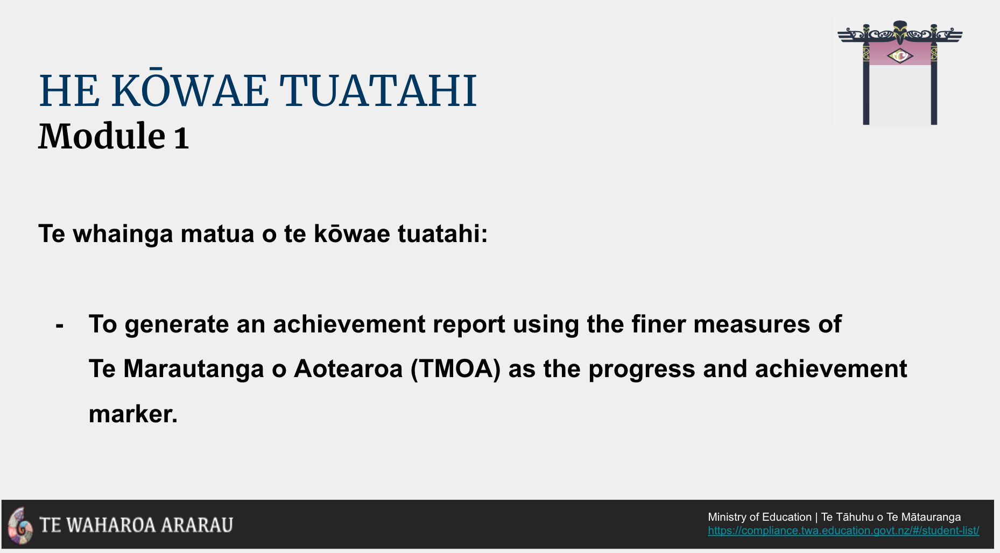 HE KŌWAE TUATAHI
Module 1
Te whainga matua o te kōwae tuatahi:
- To generate an achievement report using the finer measures of
Te Marautanga o Aotearoa (TMOA) as the progress and achievement
marker.
TE WAHAROA ARARAU
Ministry of Education | Te Tāhuhu o Te Mātauranga
https://compliance.twa.education.govt.nz/#/student-list/